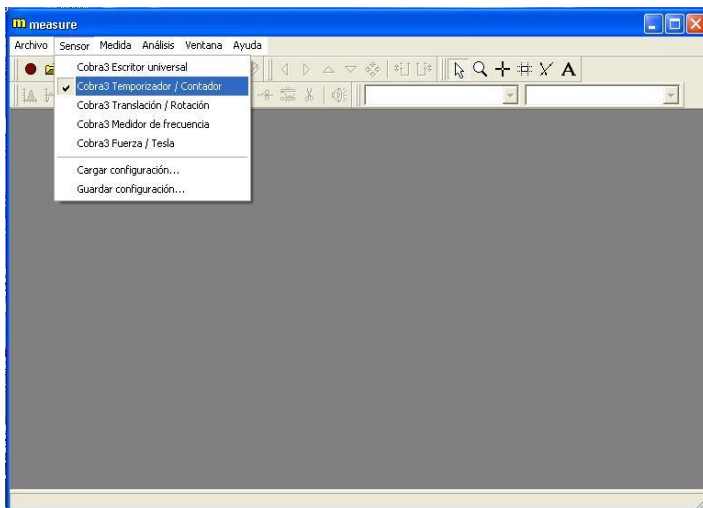 m measure
Archivo Sensor Medida Análisis Ventana Ayuda
Cobra3 Escritor universal
Cobra3 Temporizador / Contador
Cobra3 Translación / Rotación
Cobra3 Medidor de frecuencia
Cobra3 Fuerza / Tesla
Cargar configuración...
Guardar configuración...
A